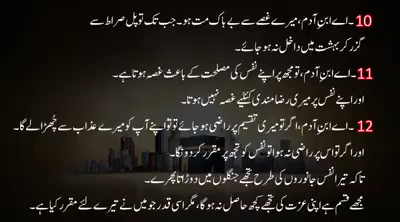 10۔ اے ابنِ آدم، میرے غصے سے بے باک مت ہو۔ جب تک تو پل صراط سے
گزر کر بہشت میں داخل نہ ہو جائے۔
11۔ اے ابنِ آدم، تو مجھ پر اپنے نفس کی مصلحت کے باعث غصہ ہوتا ہے۔
اور اپنے نفس پر میری رضامندی کیلیے غصہ نہیں ہوتا۔
12۔ اے ابنِ آدم، اگر تو میری تقسیم پر راضی ہو جائے تو تو اپنے آپ کو میرے عذاب سے چُھڑا لے گا۔
اور اگر تو اس پر راضی نہ ہوا تو نفس کو تجھ پر مقرر کر دونگا۔
تاکہ تیرا نفس جانوروں کی طرح تجھے جنگلوں میں دوڑاتا پھرے۔
مجھے قسم ہے اپنی عزت کی تجھے کچھ حاصل نہ ہو گا، مگر اسی قدر جو میں نے تیرے لئے مقرر کیا ہے۔